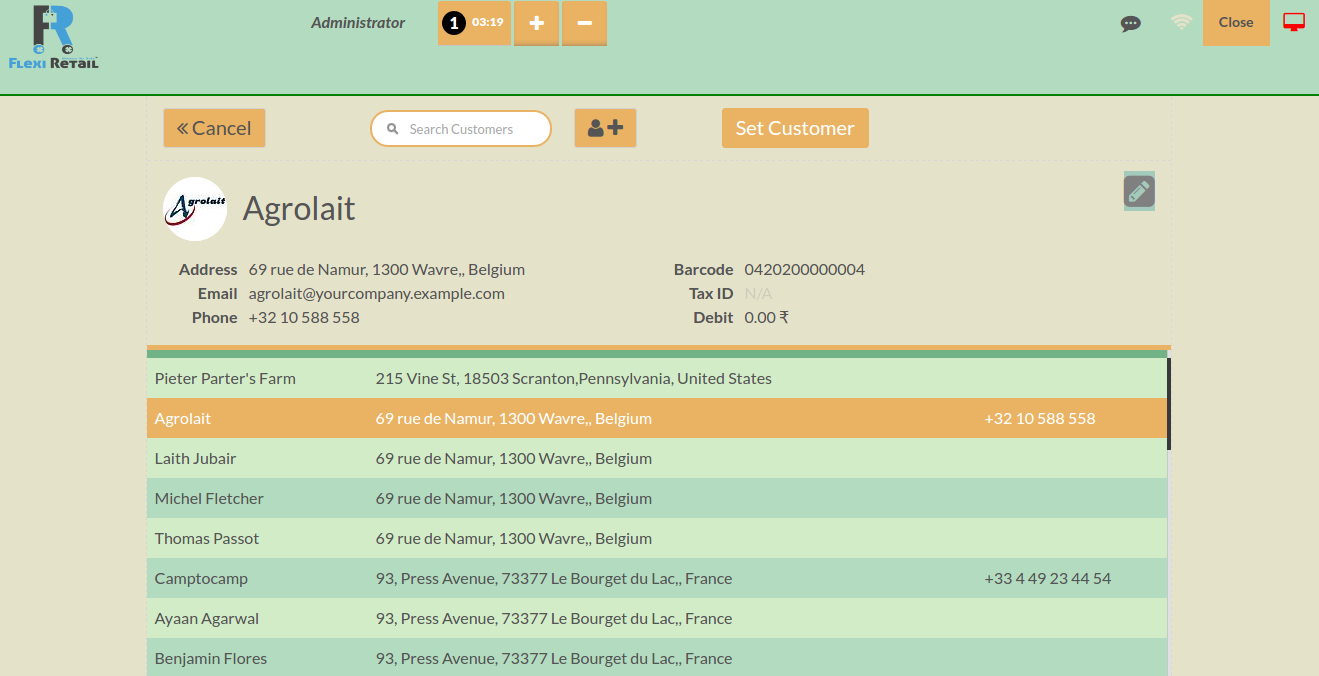 Administrator 1 03:19 + − Close
FLEXI RETAIL
« Cancel Search Customers Set Customer
Agrolait Agrolait
Address 69 rue de Namur, 1300 Wavre,, Belgium Barcode 0420200000004
Email agrolait@yourcompany.example.com Tax ID N/A
Phone +32 10 588 558 Debit 0.00 ₹
Pieter Parter's Farm 215 Vine St, 18503 Scranton,Pennsylvania, United States
Agrolait 69 rue de Namur, 1300 Wavre,, Belgium +32 10 588 558
Laith Jubair 69 rue de Namur, 1300 Wavre,, Belgium
Michel Fletcher 69 rue de Namur, 1300 Wavre,, Belgium
Thomas Passot 69 rue de Namur, 1300 Wavre,, Belgium
Camptocamp 93, Press Avenue, 73377 Le Bourget du Lac,, France +33 4 49 23 44 54
Ayaan Agarwal 93, Press Avenue, 73377 Le Bourget du Lac,, France
Benjamin Flores 93, Press Avenue, 73377 Le Bourget du Lac,, France